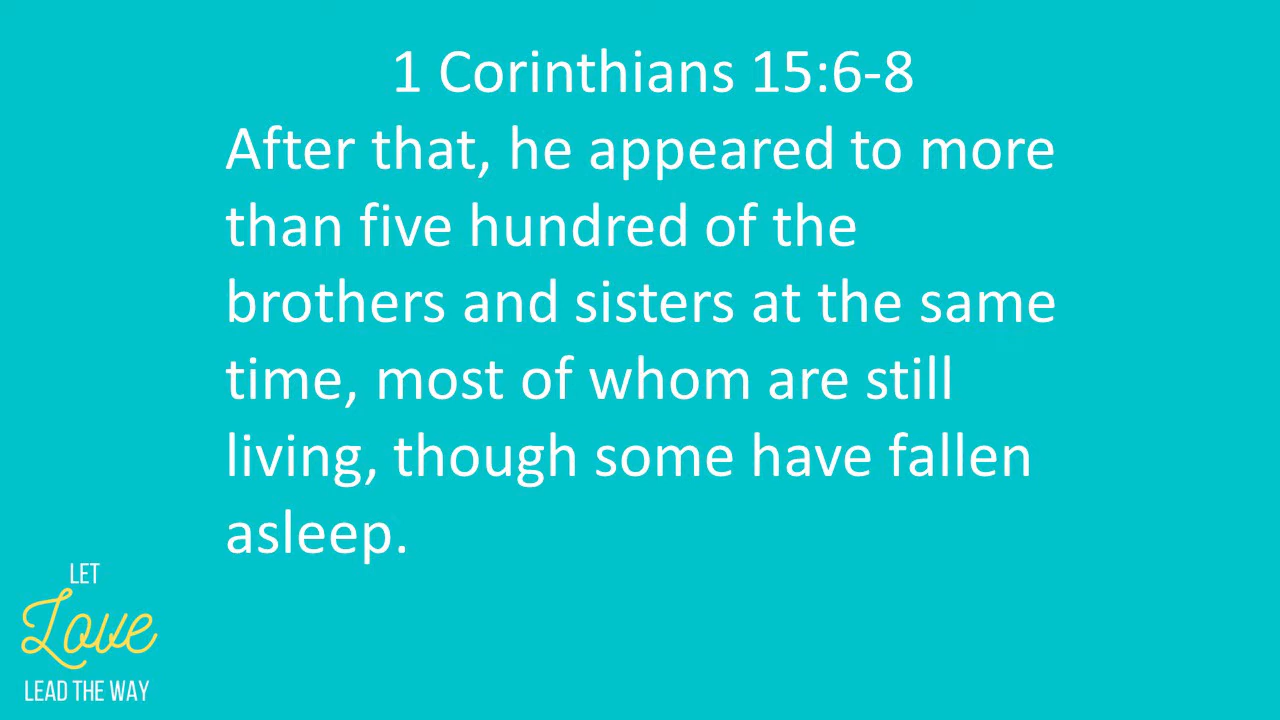 1 Corinthians 15:6-8
After that, he appeared to more
than five hundred of the
brothers and sisters at the same
time, most of whom are still
living, though some have fallen
asleep.
LET
Love
LEAD THE WAY